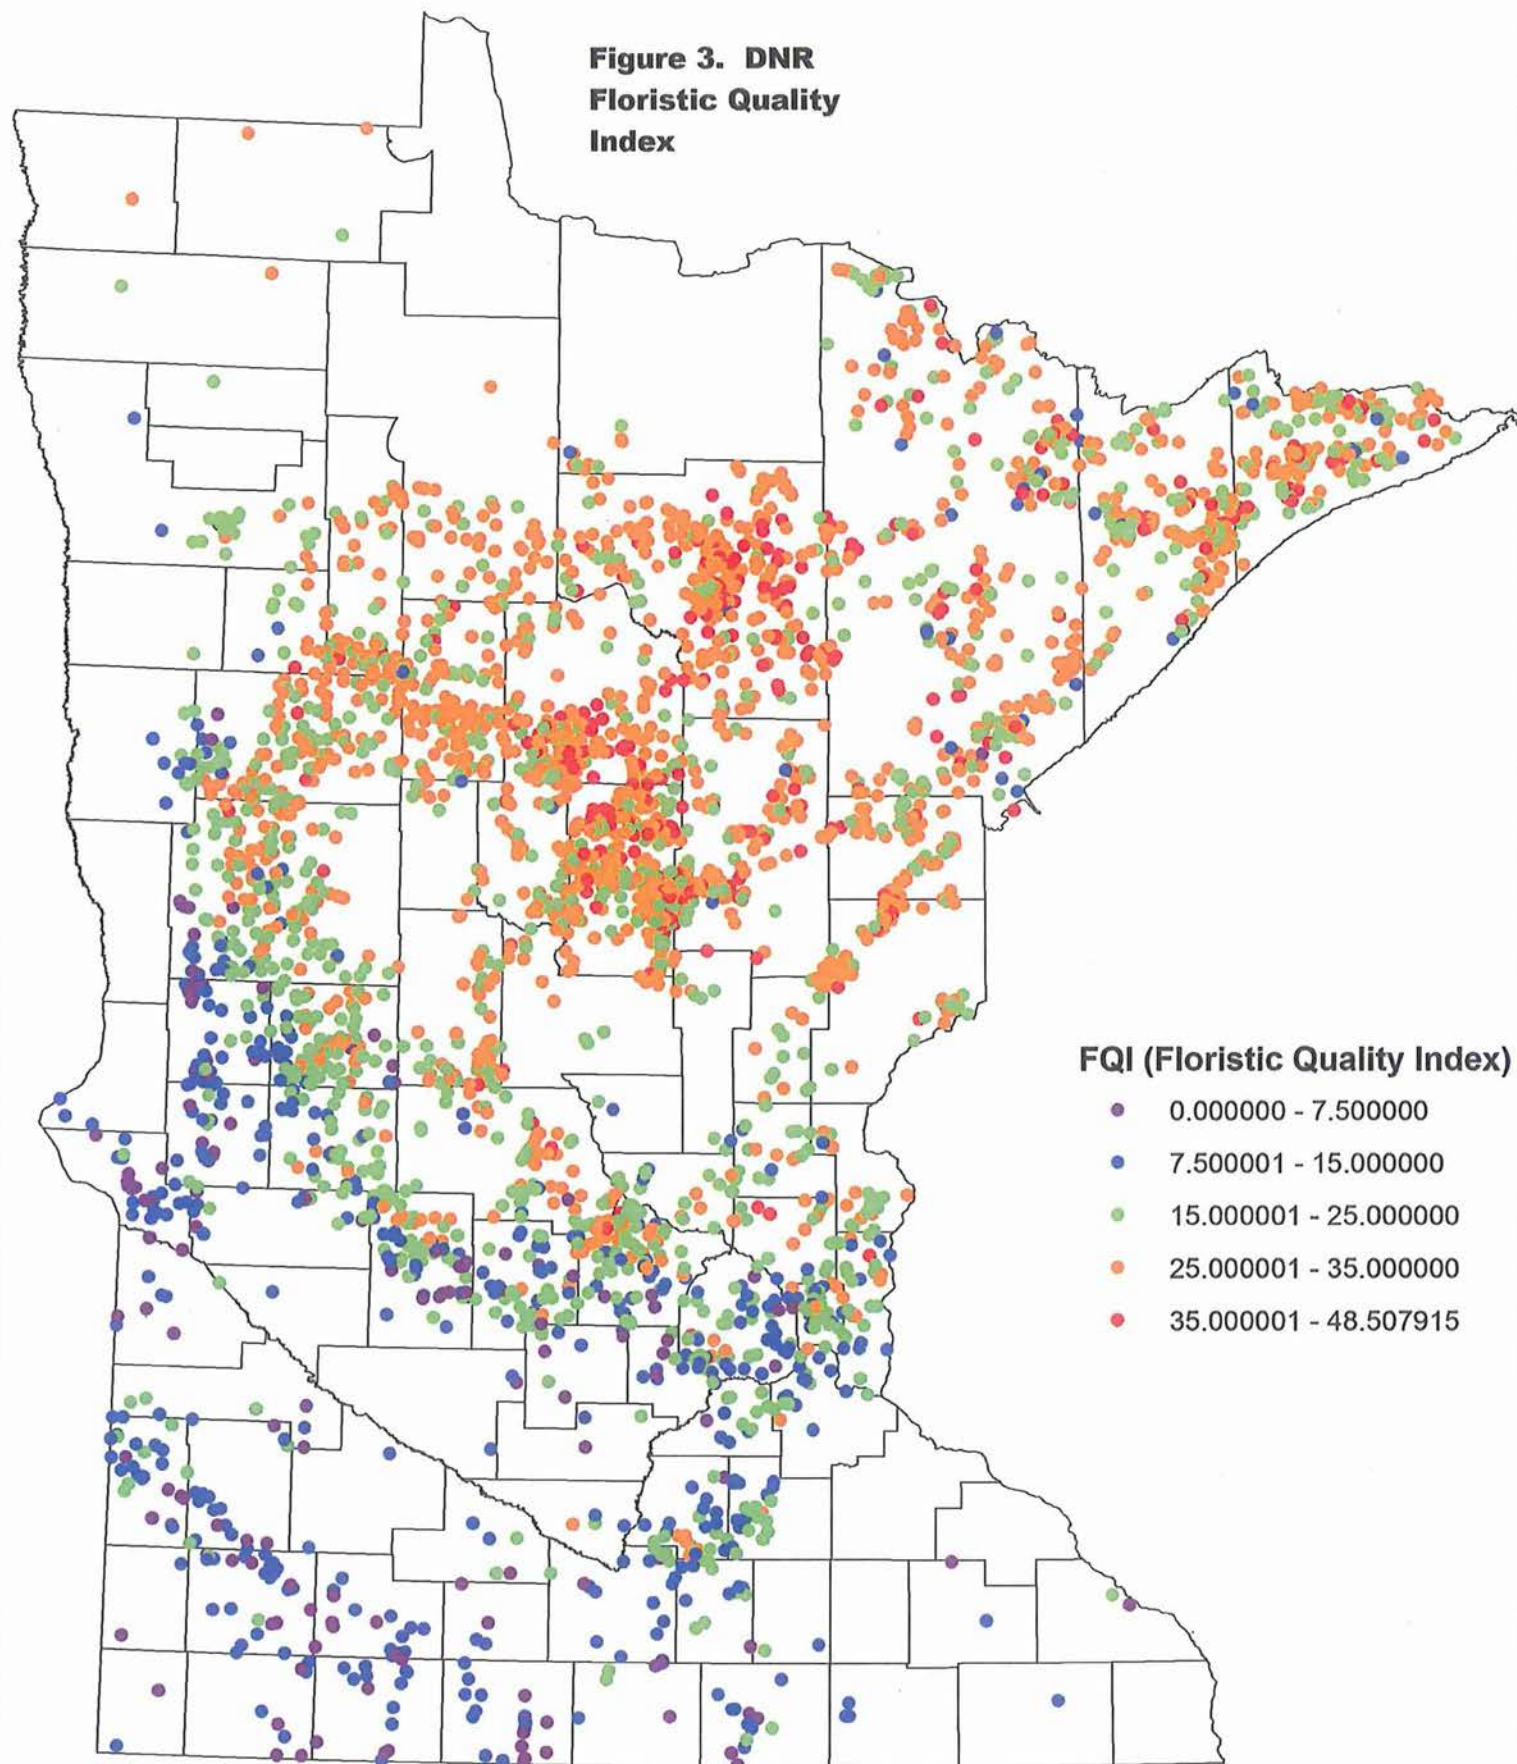 Figure 3. DNR
Floristic Quality
Index
FQI (Floristic Quality Index)
0.000000 - 7.500000
7.500001 - 15.000000
15.000001 - 25.000000
25.000001 - 35.000000
35.000001 - 48.507915